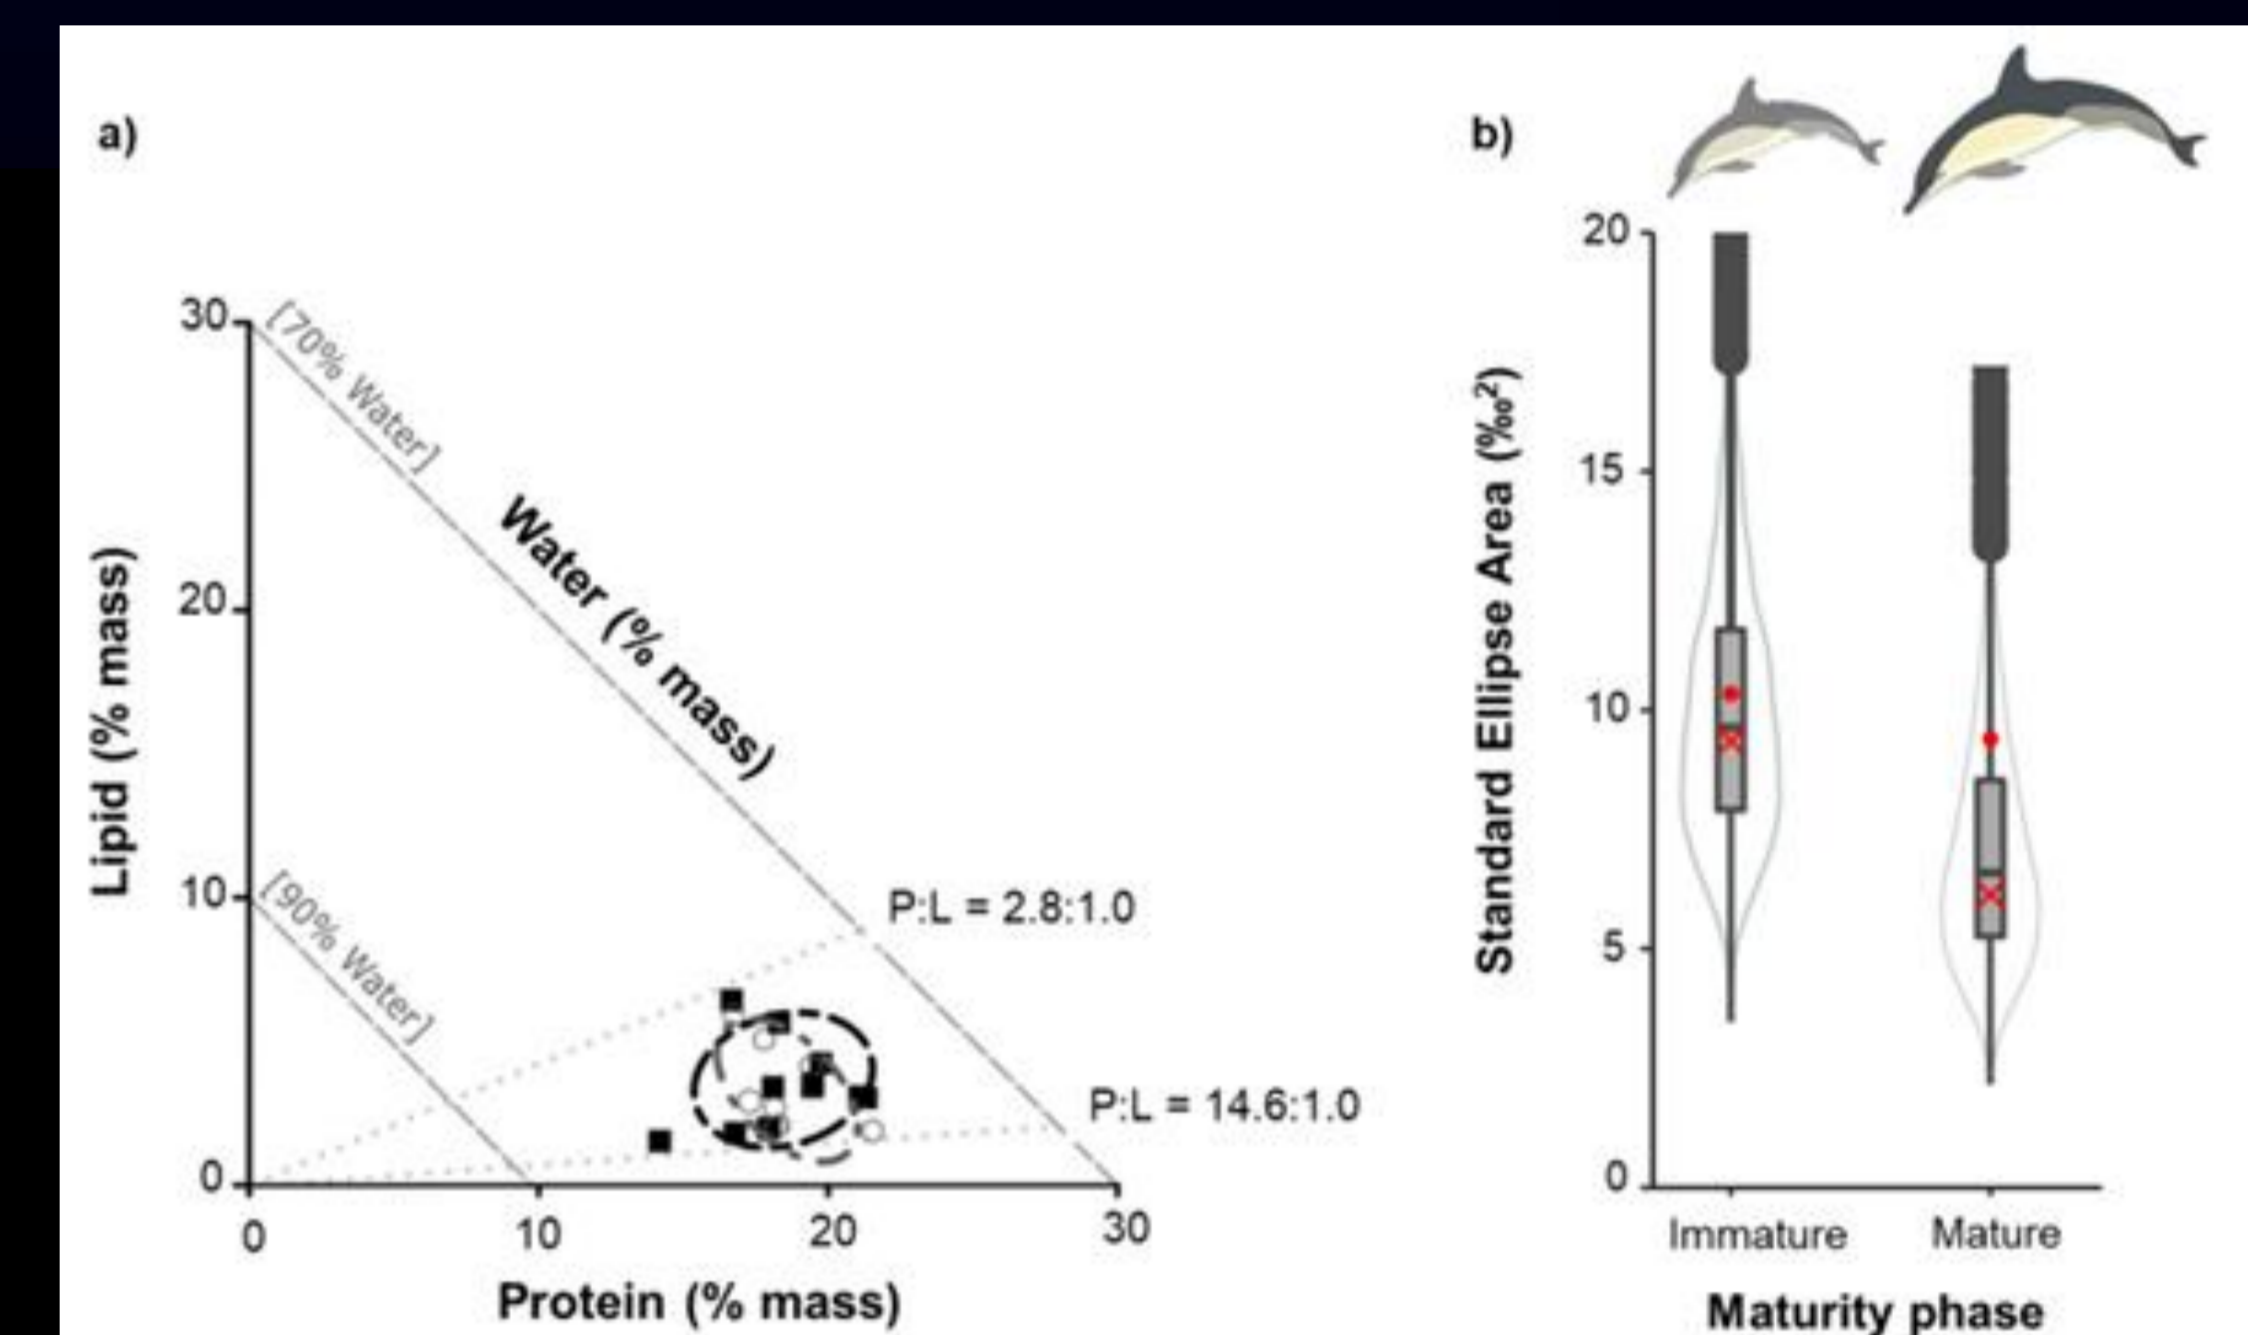 a)
30
20
10
0
Lipid (% mass)
[70% Water]
Water (% mass)
[90% Water]
P:L = 2.8:1.0
P:L = 14.6:1.0
0
10
20
30
Protein (% mass)
b)
20
15
10
5
0
Standard Ellipse Area (‰²)
Immature
Mature
Maturity phase